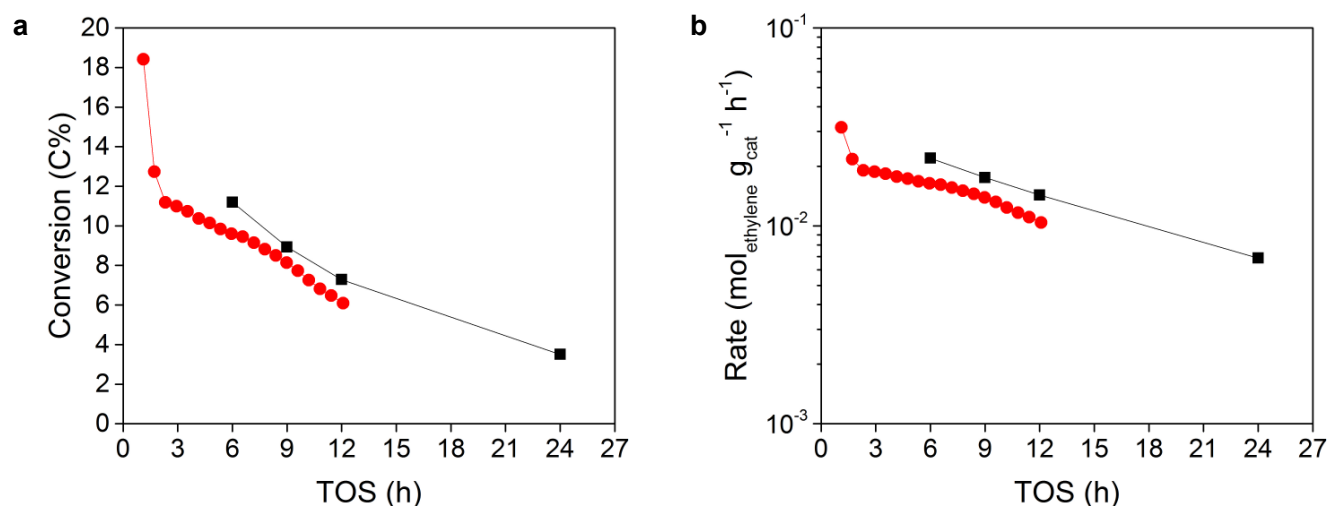 a
Conversion (C%)
20
18
16
14
12
10
8
6
4
2
0
0 3 6 9 12 15 18 21 24 27
TOS (h)
b
Rate (mol_ethylene g_cat^-1 h^-1)
10^-1
10^-2
10^-3
0 3 6 9 12 15 18 21 24 27
TOS (h)